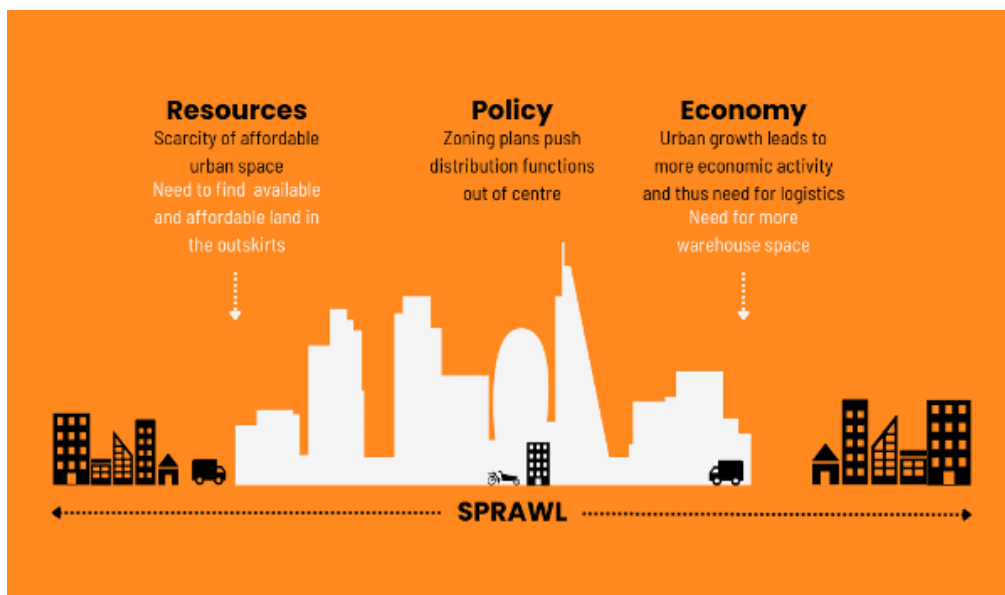 Resources
Scarcity of affordable
urban space
Need to find available
and affordable land in
the outskirts
Policy
Zoning plans push
distribution functions
out of centre
Economy
Urban growth leads to
more economic activity
and thus need for logistics
Need for more
warehouse space
SPRAWL